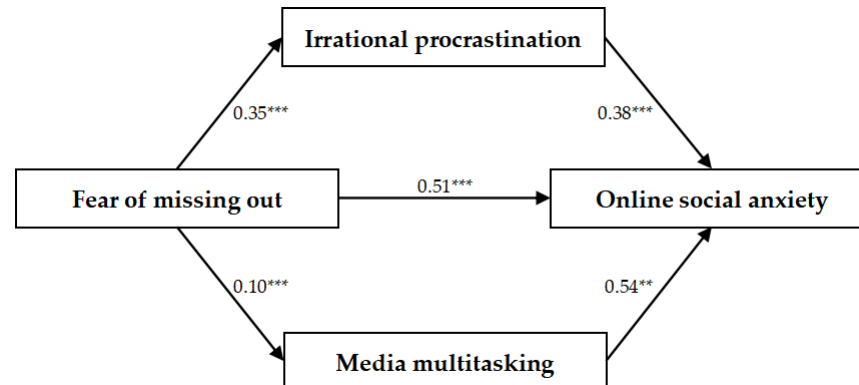 Irrational procrastination
0.35***
0.38***
Fear of missing out
0.51***
Online social anxiety
0.10***
0.54**
Media multitasking